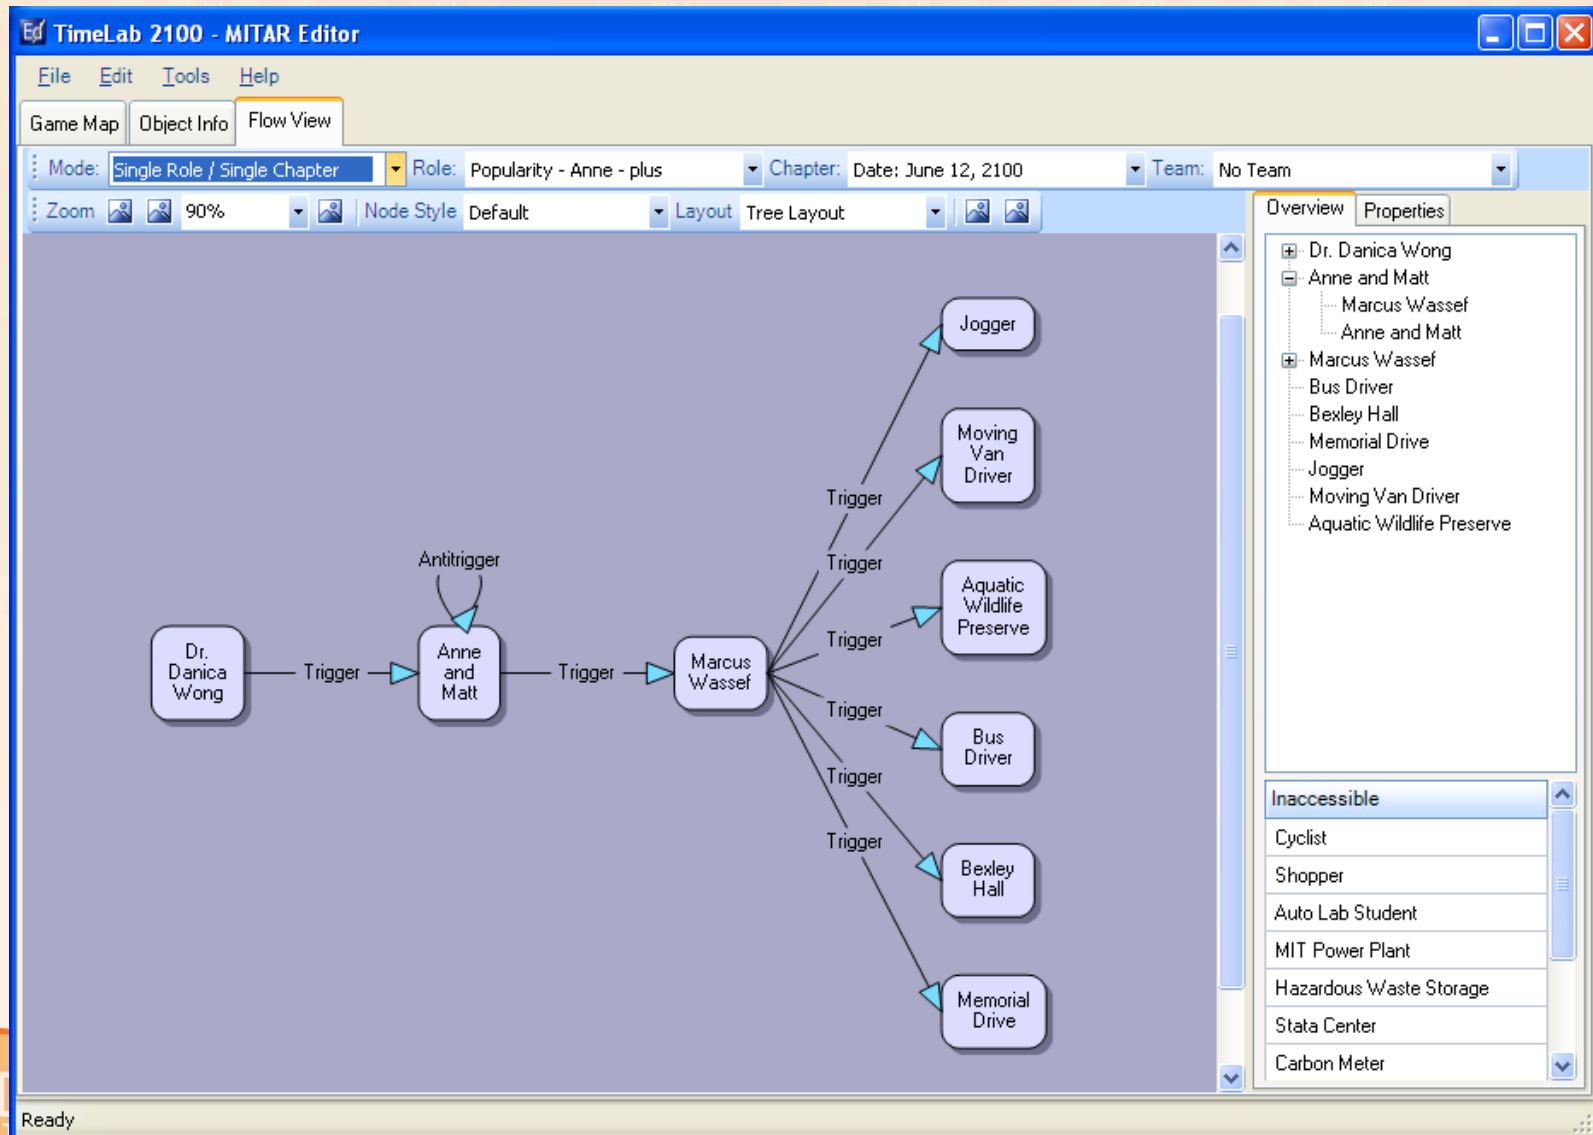 Ed TimeLab 2100 - MITAR Editor
File Edit Tools Help
Game Map Object Info Flow View
Mode: Single Role / Single Chapter Role: Popularity - Anne - plus Chapter: Date: June 12, 2100 Team: No Team
Zoom 90% Node Style Default Layout Tree Layout
Jogger
Moving
Van
Driver
Trigger
Trigger
Antitrigger
Aquatic
Wildlife
Preserve
Trigger
Dr.
Danica
Wong
Trigger
Anne
and
Matt
Trigger
Marcus
Wassef
Trigger
Bus
Driver
Trigger
Trigger
Bexley
Hall
Memorial
Drive
Overview Properties
Dr. Danica Wong
Anne and Matt
Marcus Wassef
Anne and Matt
Marcus Wassef
Bus Driver
Bexley Hall
Memorial Drive
Jogger
Moving Van Driver
Aquatic Wildlife Preserve
Inaccessible
Cyclist
Shopper
Auto Lab Student
MIT Power Plant
Hazardous Waste Storage
Stata Center
Carbon Meter
Ready